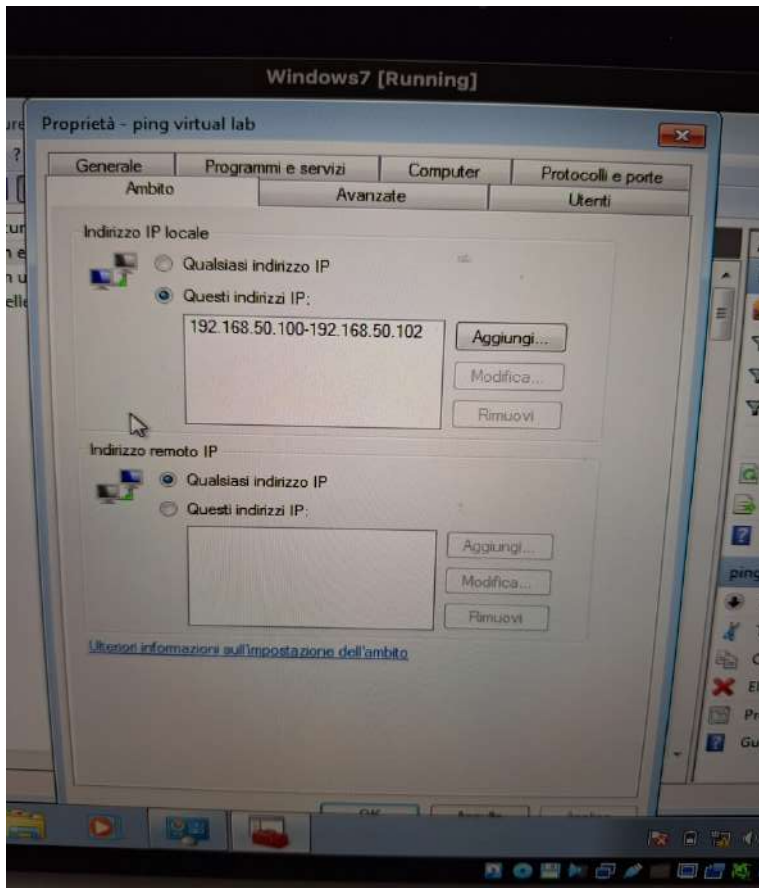 Windows7 [Running]
Proprietà - ping virtual lab
Generale
Programmi e servizi
Computer
Protocolli e porte
Ambito
Avanzate
Utenti
Indirizzo IP locale
Qualsiasi indirizzo IP
Questi indirizzi IP:
192.168.50.100-192.168.50.102
Aggiungi...
Modifica...
Rimuovi
Indirizzo remoto IP
Qualsiasi indirizzo IP
Questi indirizzi IP:
Aggiungi...
Modifica...
Rimuovi
Ulteriori informazioni sull'impostazione dell'ambito
OK
ping